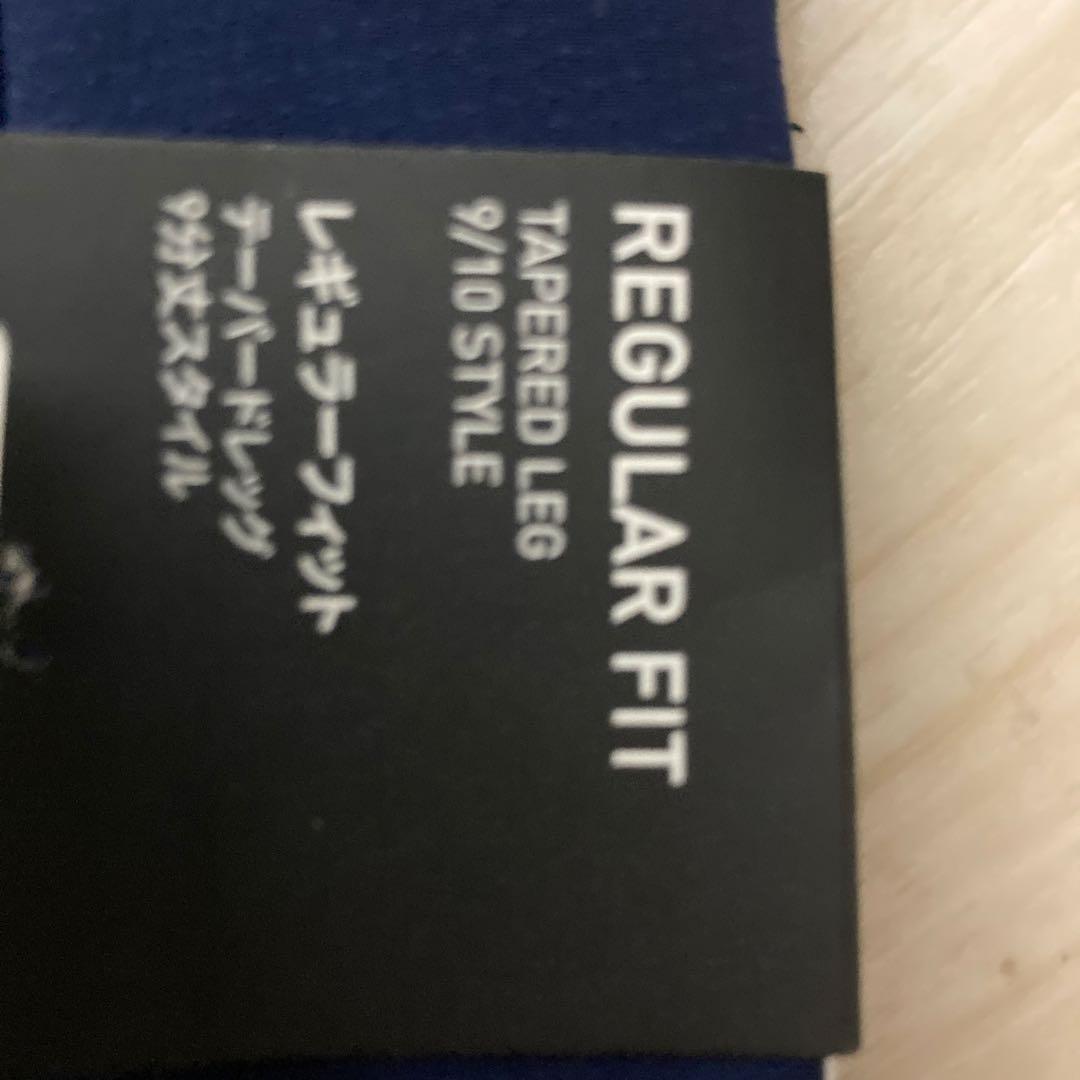 REGULAR FIT
TAPERED LEG
9/10 STYLE
レギュラーフィット
テーパードレッグ
9分丈スタイル